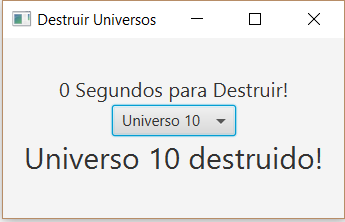 Destruir Universos
0 Segundos para Destruir!
Universo 10
Universo 10 destruido!